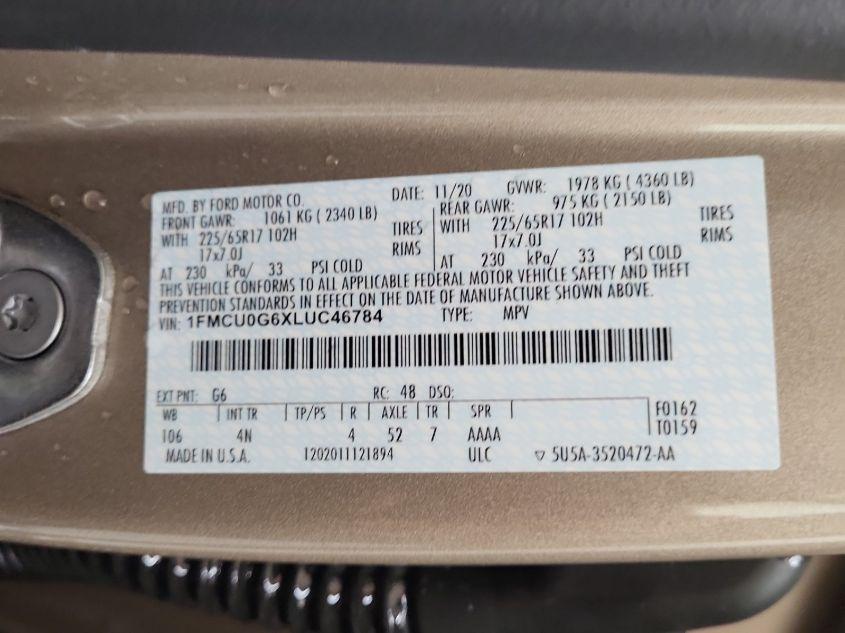 MFD. BY FORD MOTOR CO. DATE: 11/20 GVWR: 1978 KG ( 4360 LB)
FRONT GAWR: 1061 KG ( 2340 LB) REAR GAWR: 975 KG ( 2150 LB)
WITH 225/65R17 102H TIRES WITH 225/65R17 102H TIRES
17x7.0J RIMS 17x7.0J RIMS
AT 230 kPa/ 33 PSI COLD AT 230 kPa/ 33 PSI COLD
THIS VEHICLE CONFORMS TO ALL APPLICABLE FEDERAL MOTOR VEHICLE SAFETY AND THEFT
PREVENTION STANDARDS IN EFFECT ON THE DATE OF MANUFACTURE SHOWN ABOVE.
VIN: 1FMCU0G6XLUC46784 TYPE: MPV
EXT PNT: G6 RC: 48 DSO:
WB INT TR TP/PS R AXLE TR SPR F0162
106 4N 4 52 7 AAAA T0159
MADE IN U.S.A. T202011121894 ULC ▽ 5U5A-3520472-AA